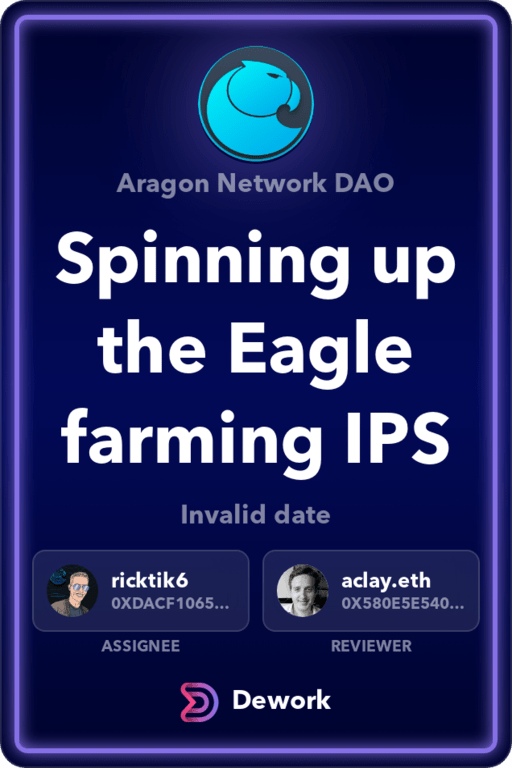 Aragon Network DAO
Spinning up
the Eagle
farming IPS
Invalid date
ricktik6
0XDACF1065...
ASSIGNEE
aclay.eth
0X580E5E540...
REVIEWER
Dework